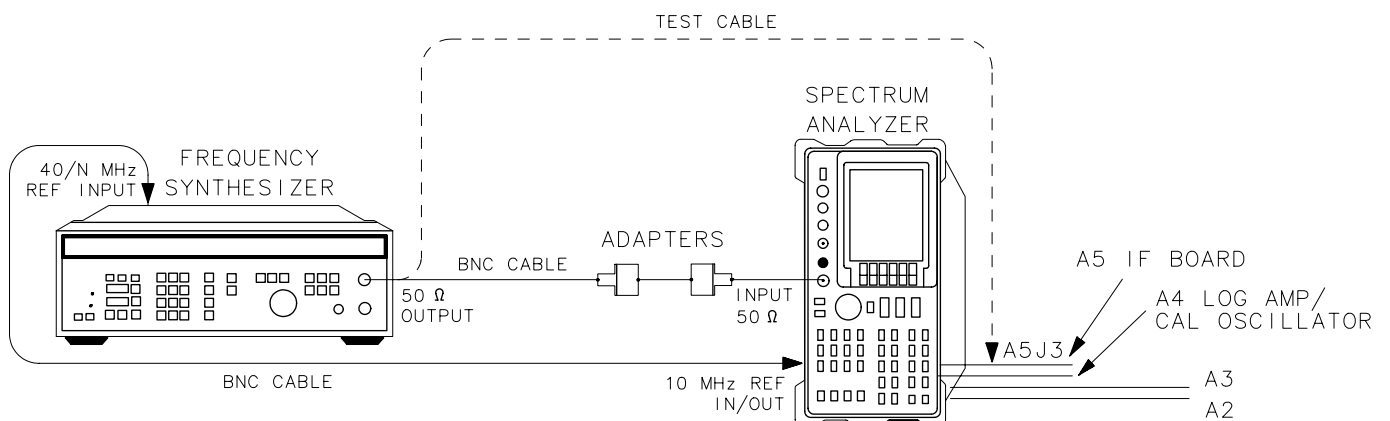 TEST CABLE
SPECTRUM
ANALYZER
40/N MHz
REF INPUT
FREQUENCY
SYNTHESIZER
ADAPTERS
BNC CABLE
50 Ω
OUTPUT
INPUT
50 Ω
A5 IF BOARD
A4 LOG AMP/
CAL OSCILLATOR
A5J3
BNC CABLE
10 MHz REF
IN/OUT
A3
A2